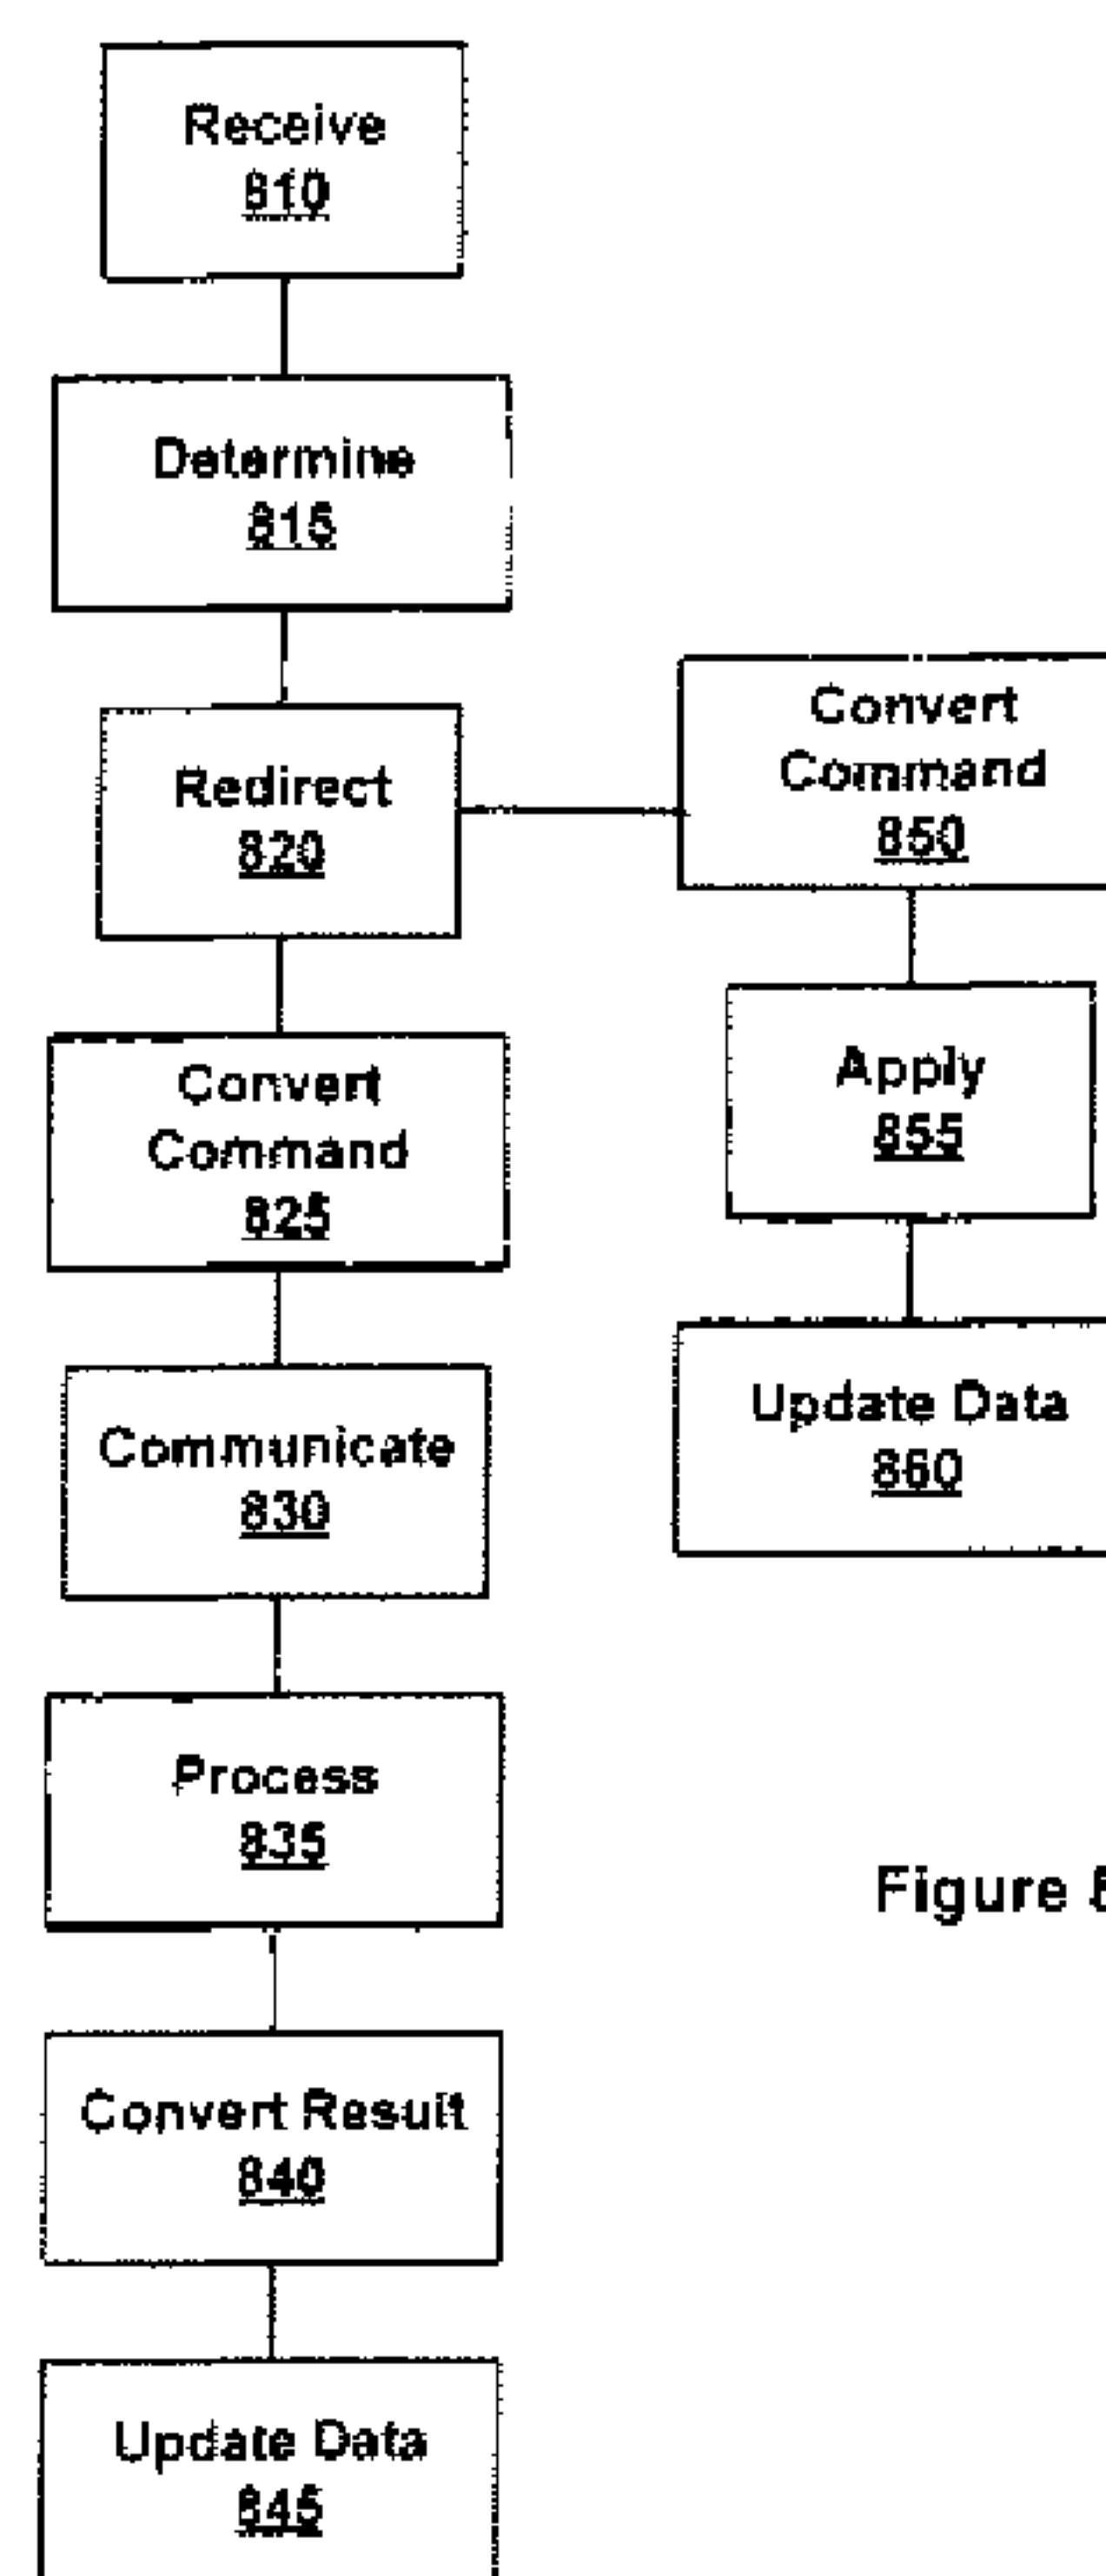 Receive
810
Determine
815
Redirect
820
Convert
Command
825
Communicate
830
Process
835
Convert Result
840
Update Data
845
Convert
Command
850
Apply
855
Update Data
860
Figure